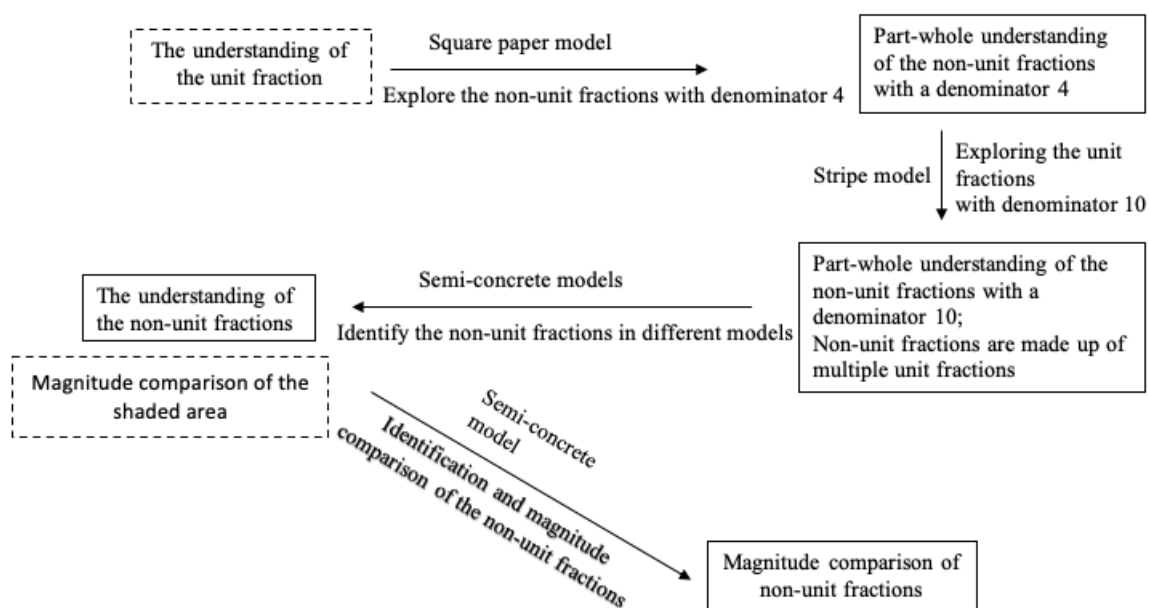 The understanding of
the unit fraction
Square paper model
Explore the non-unit fractions with denominator 4
Part-whole understanding
of the non-unit fractions
with a denominator 4
Stripe model
Exploring the unit
fractions
with denominator 10
Part-whole understanding of the
non-unit fractions with a
denominator 10;
Non-unit fractions are made up of
multiple unit fractions
Semi-concrete models
Identify the non-unit fractions in different models
The understanding of
the non-unit fractions
Magnitude comparison of the
shaded area
Semi-concrete
model
Identification and magnitude
comparison of the non-unit fractions
Magnitude comparison of
non-unit fractions